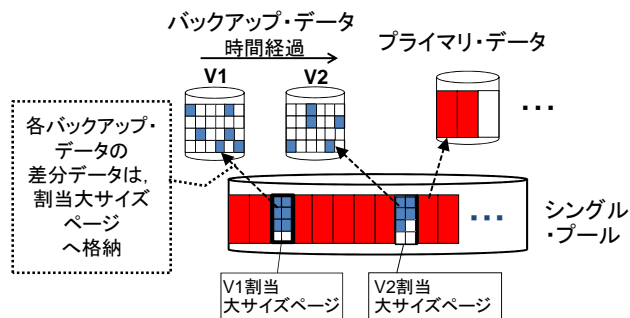 バックアップ・データ
時間経過
プライマリ・データ
V1
V2
・・・
各バックアップ・
データの
差分データは,
割当大サイズ
ページ
へ格納
・・・
シングル
・プール
V1割当
大サイズページ
V2割当
大サイズページ